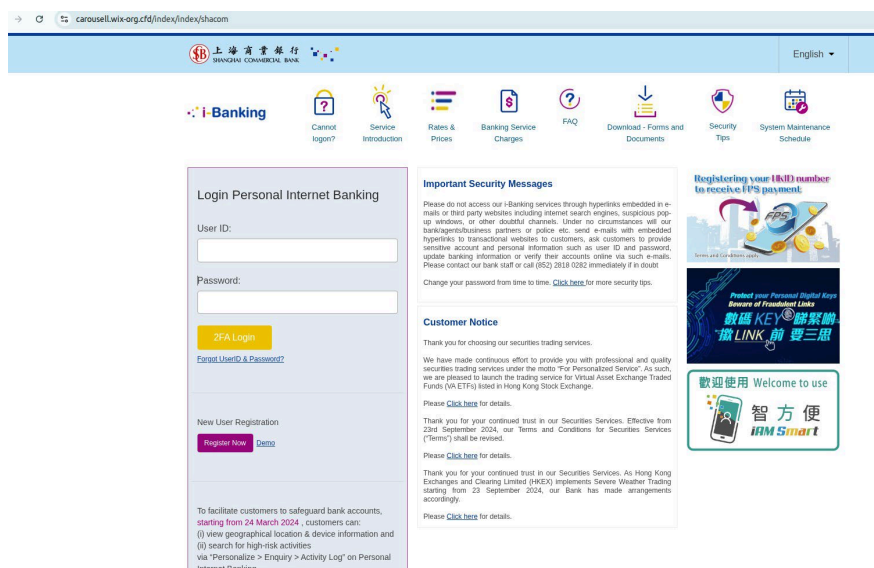 carousell.wix-org.cfd/index/index/shacom
上海商業銀行
SHANGHAI COMMERCIAL BANK
English
i-Banking
Cannot logon?
Service Introduction
Rates & Prices
Banking Service Charges
FAQ
Download - Forms and Documents
Security Tips
System Maintenance Schedule
Login Personal Internet Banking
User ID:
Password:
2FA Login
Forgot UserID & Password?
New User Registration
Register Now Demo
To facilitate customers to safeguard bank accounts,
starting from 24 March 2024 , customers can:
(i) view geographical location & device information and
(ii) search for high-risk activities
via "Personalize > Enquiry > Activity Log" on Personal
Internet Banking
Important Security Messages
Please do not access our i-Banking services through hyperlinks embedded in e-
mails or third party websites including internet search engines, suspicious pop-
up windows, or other doubtful channels. Under no circumstances will our
bank/agents/business partners or police etc. send e-mails with embedded
hyperlinks to transactional websites to customers, ask customers to provide
sensitive account and personal information such as user ID and password,
update banking information or verify their accounts online via such e-mails.
Please contact our bank staff or call (852) 2818 0282 immediately if in doubt
Change your password from time to time. Click here for more security tips.
Customer Notice
Thank you for choosing our securities trading services.
We have made continuous effort to provide you with professional and quality
securities trading services under the motto "For Personalized Service". As such,
we are pleased to launch the trading service for Virtual Asset Exchange Traded
Funds (VA ETFs) listed in Hong Kong Stock Exchange.
Please Click here for details.
Thank you for your continued trust in our Securities Services. Effective from
23rd September 2024, our Terms and Conditions for Securities Services
("Terms") shall be revised.
Please Click here for details.
Thank you for your continued trust in our Securities Services. As Hong Kong
Exchanges and Clearing Limited (HKEX) implements Severe Weather Trading
starting from 23 September 2024, our Bank has made arrangements
accordingly.
Please Click here for details.
Registering your HKID number
to receive FPS payment
FPS
Terms and Conditions apply
Protect your Personal Digital Keys
Beware of Fraudulent Links
數碼 KEY 睇緊啲
撳 LINK 前 要三思
歡迎使用 Welcome to use
智方便
iAM Smart